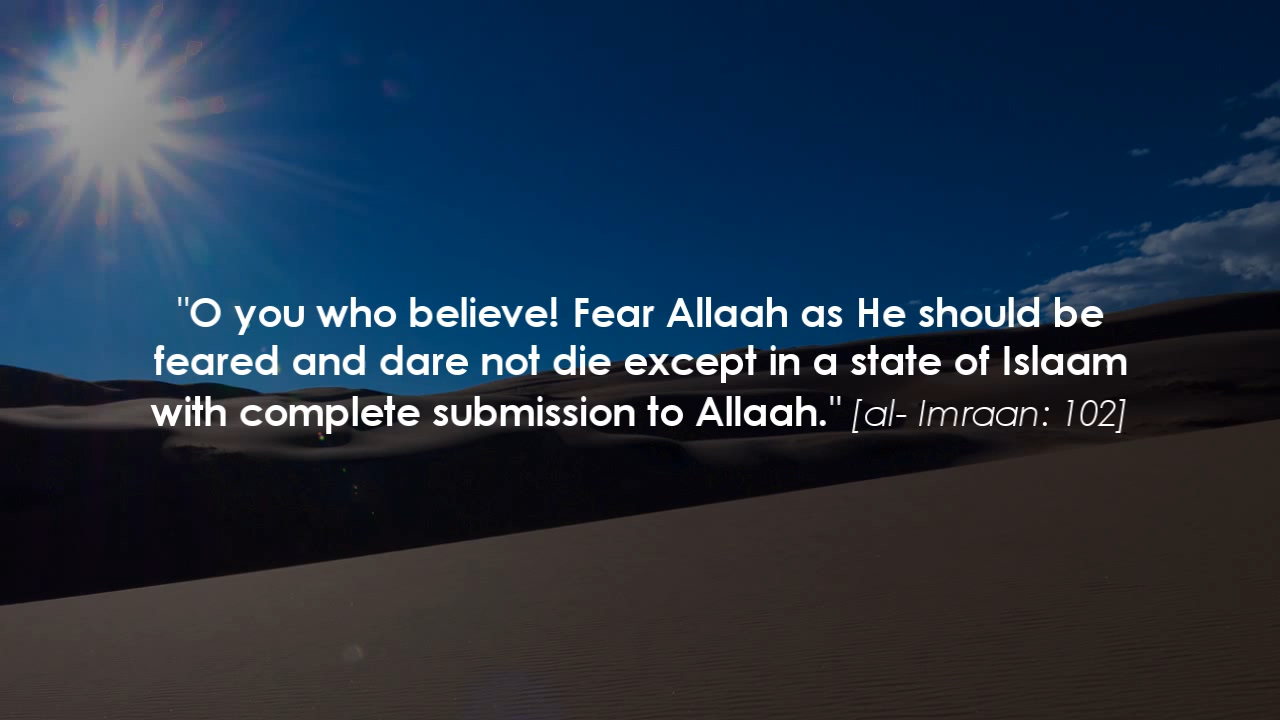 "O you who believe! Fear Allaah as He should be
feared and dare not die except in a state of Islaam
with complete submission to Allaah." [al- Imraan: 102]